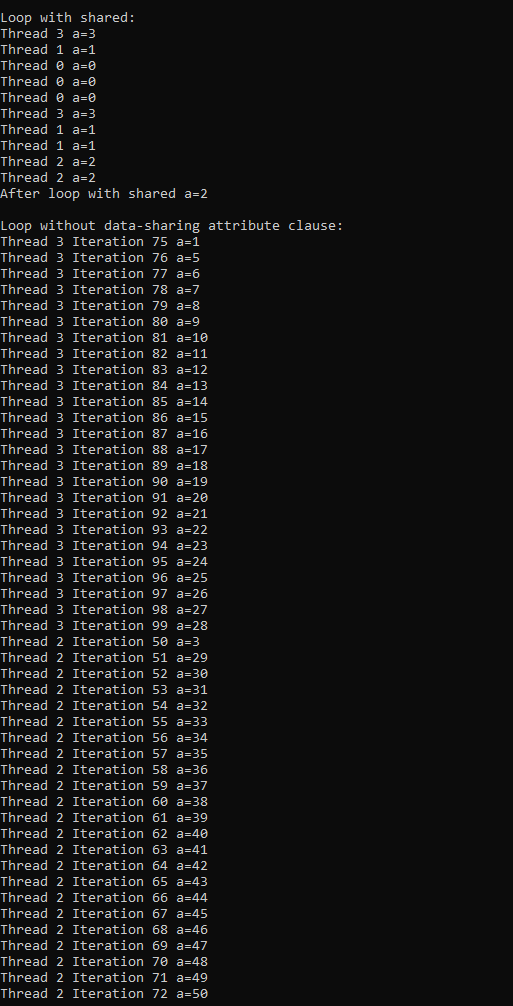 Loop with shared:
Thread 3 a=3
Thread 1 a=1
Thread 0 a=0
Thread 0 a=0
Thread 0 a=0
Thread 3 a=3
Thread 1 a=1
Thread 1 a=1
Thread 2 a=2
Thread 2 a=2
After loop with shared a=2
Loop without data-sharing attribute clause:
Thread 3 Iteration 75 a=1
Thread 3 Iteration 76 a=5
Thread 3 Iteration 77 a=6
Thread 3 Iteration 78 a=7
Thread 3 Iteration 79 a=8
Thread 3 Iteration 80 a=9
Thread 3 Iteration 81 a=10
Thread 3 Iteration 82 a=11
Thread 3 Iteration 83 a=12
Thread 3 Iteration 84 a=13
Thread 3 Iteration 85 a=14
Thread 3 Iteration 86 a=15
Thread 3 Iteration 87 a=16
Thread 3 Iteration 88 a=17
Thread 3 Iteration 89 a=18
Thread 3 Iteration 90 a=19
Thread 3 Iteration 91 a=20
Thread 3 Iteration 92 a=21
Thread 3 Iteration 93 a=22
Thread 3 Iteration 94 a=23
Thread 3 Iteration 95 a=24
Thread 3 Iteration 96 a=25
Thread 3 Iteration 97 a=26
Thread 3 Iteration 98 a=27
Thread 3 Iteration 99 a=28
Thread 2 Iteration 50 a=3
Thread 2 Iteration 51 a=29
Thread 2 Iteration 52 a=30
Thread 2 Iteration 53 a=31
Thread 2 Iteration 54 a=32
Thread 2 Iteration 55 a=33
Thread 2 Iteration 56 a=34
Thread 2 Iteration 57 a=35
Thread 2 Iteration 58 a=36
Thread 2 Iteration 59 a=37
Thread 2 Iteration 60 a=38
Thread 2 Iteration 61 a=39
Thread 2 Iteration 62 a=40
Thread 2 Iteration 63 a=41
Thread 2 Iteration 64 a=42
Thread 2 Iteration 65 a=43
Thread 2 Iteration 66 a=44
Thread 2 Iteration 67 a=45
Thread 2 Iteration 68 a=46
Thread 2 Iteration 69 a=47
Thread 2 Iteration 70 a=48
Thread 2 Iteration 71 a=49
Thread 2 Iteration 72 a=50